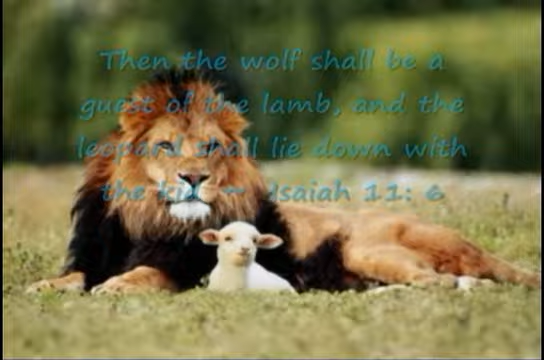 Then the wolf shall be a
guest of the lamb, and the
leopard shall lie down with
the kid ~ Isaiah 11: 6